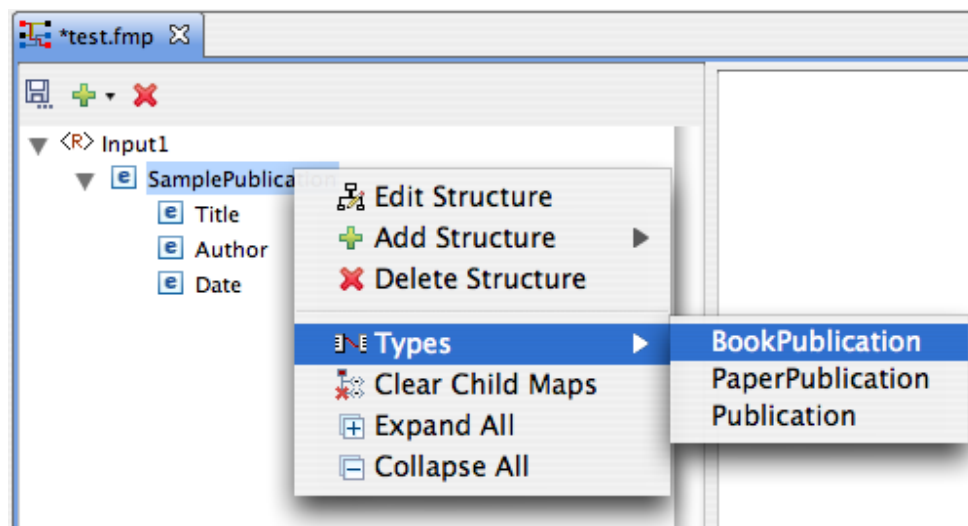 *test.fmp
<R> Input1
e SamplePublication
e Title
e Author
e Date
Edit Structure
Add Structure
Delete Structure
Types
Clear Child Maps
Expand All
Collapse All
BookPublication
PaperPublication
Publication